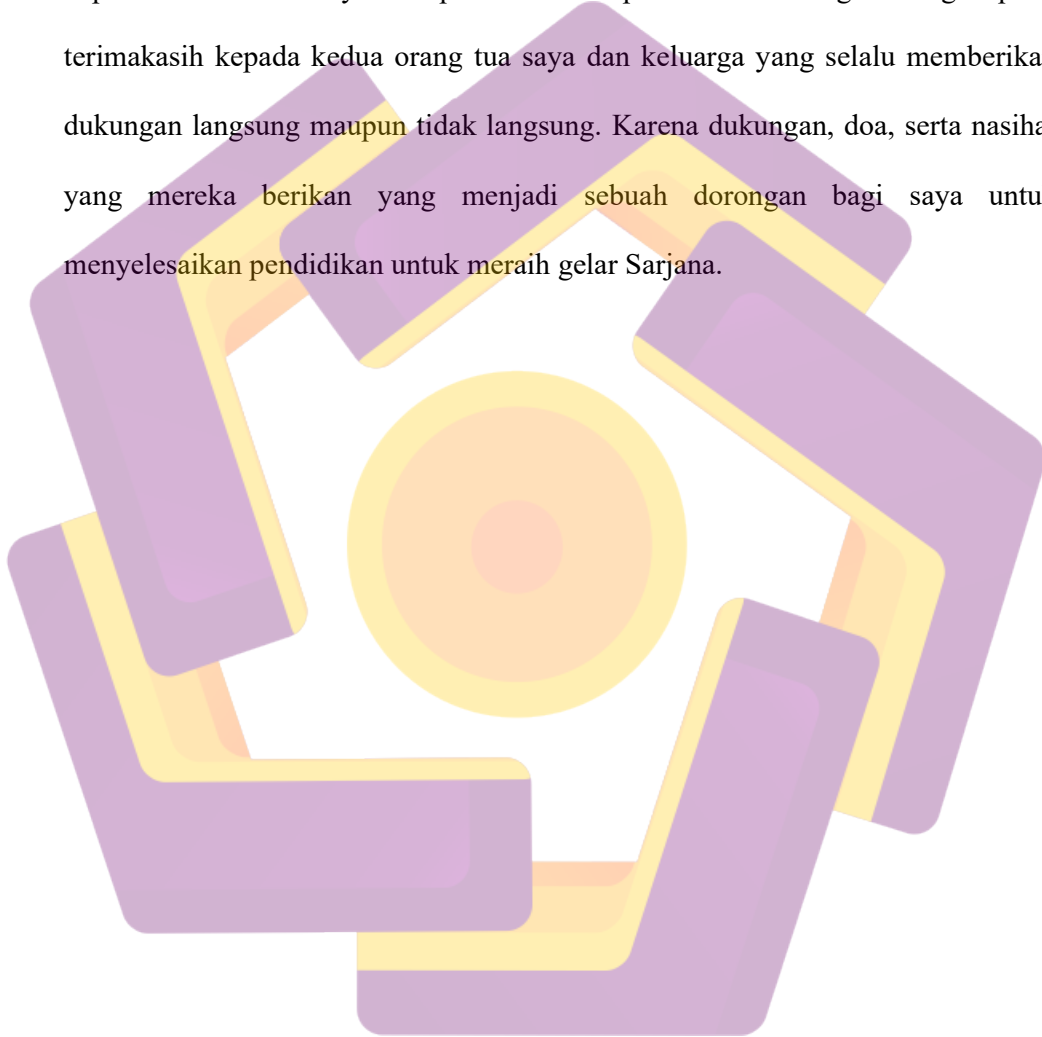 terimakasih kepada kedua orang tua saya dan keluarga yang selalu memberika
dukungan langsung maupun tidak langsung. Karena dukungan, doa, serta nasiha
yang mereka berikan yang menjadi sebuah dorongan bagi saya untu
menyelesaikan pendidikan untuk meraih gelar Sarjana.